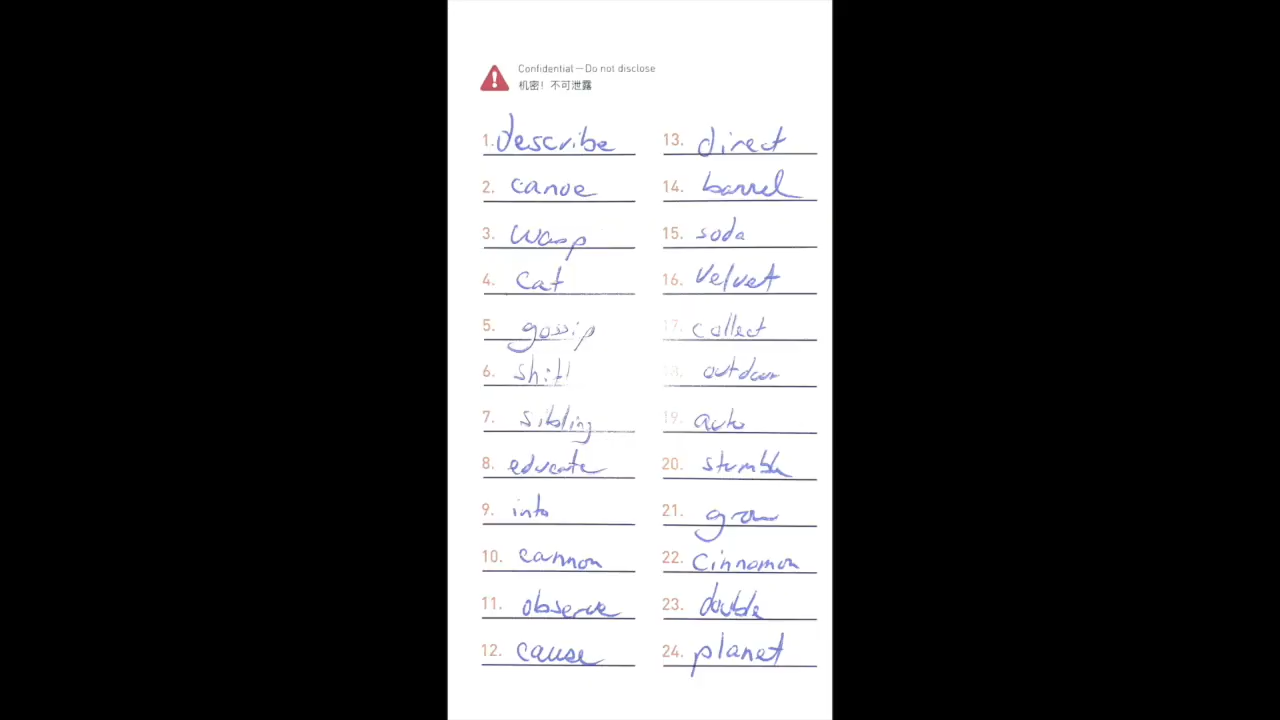 Confidential — Do not disclose
机密！不可泄露
1. describe
2. canoe
3. wasp
4. cat
5. gossip
6.
7. sibling
8. educate
9. into
10. cannon
11. observe
12. cause
13. direct
14. barrel
15. soda
16. velvet
17. collect
18. outdoor
19. auto
20. stumble
21. grow
22. cinnamon
23. double
24. planet